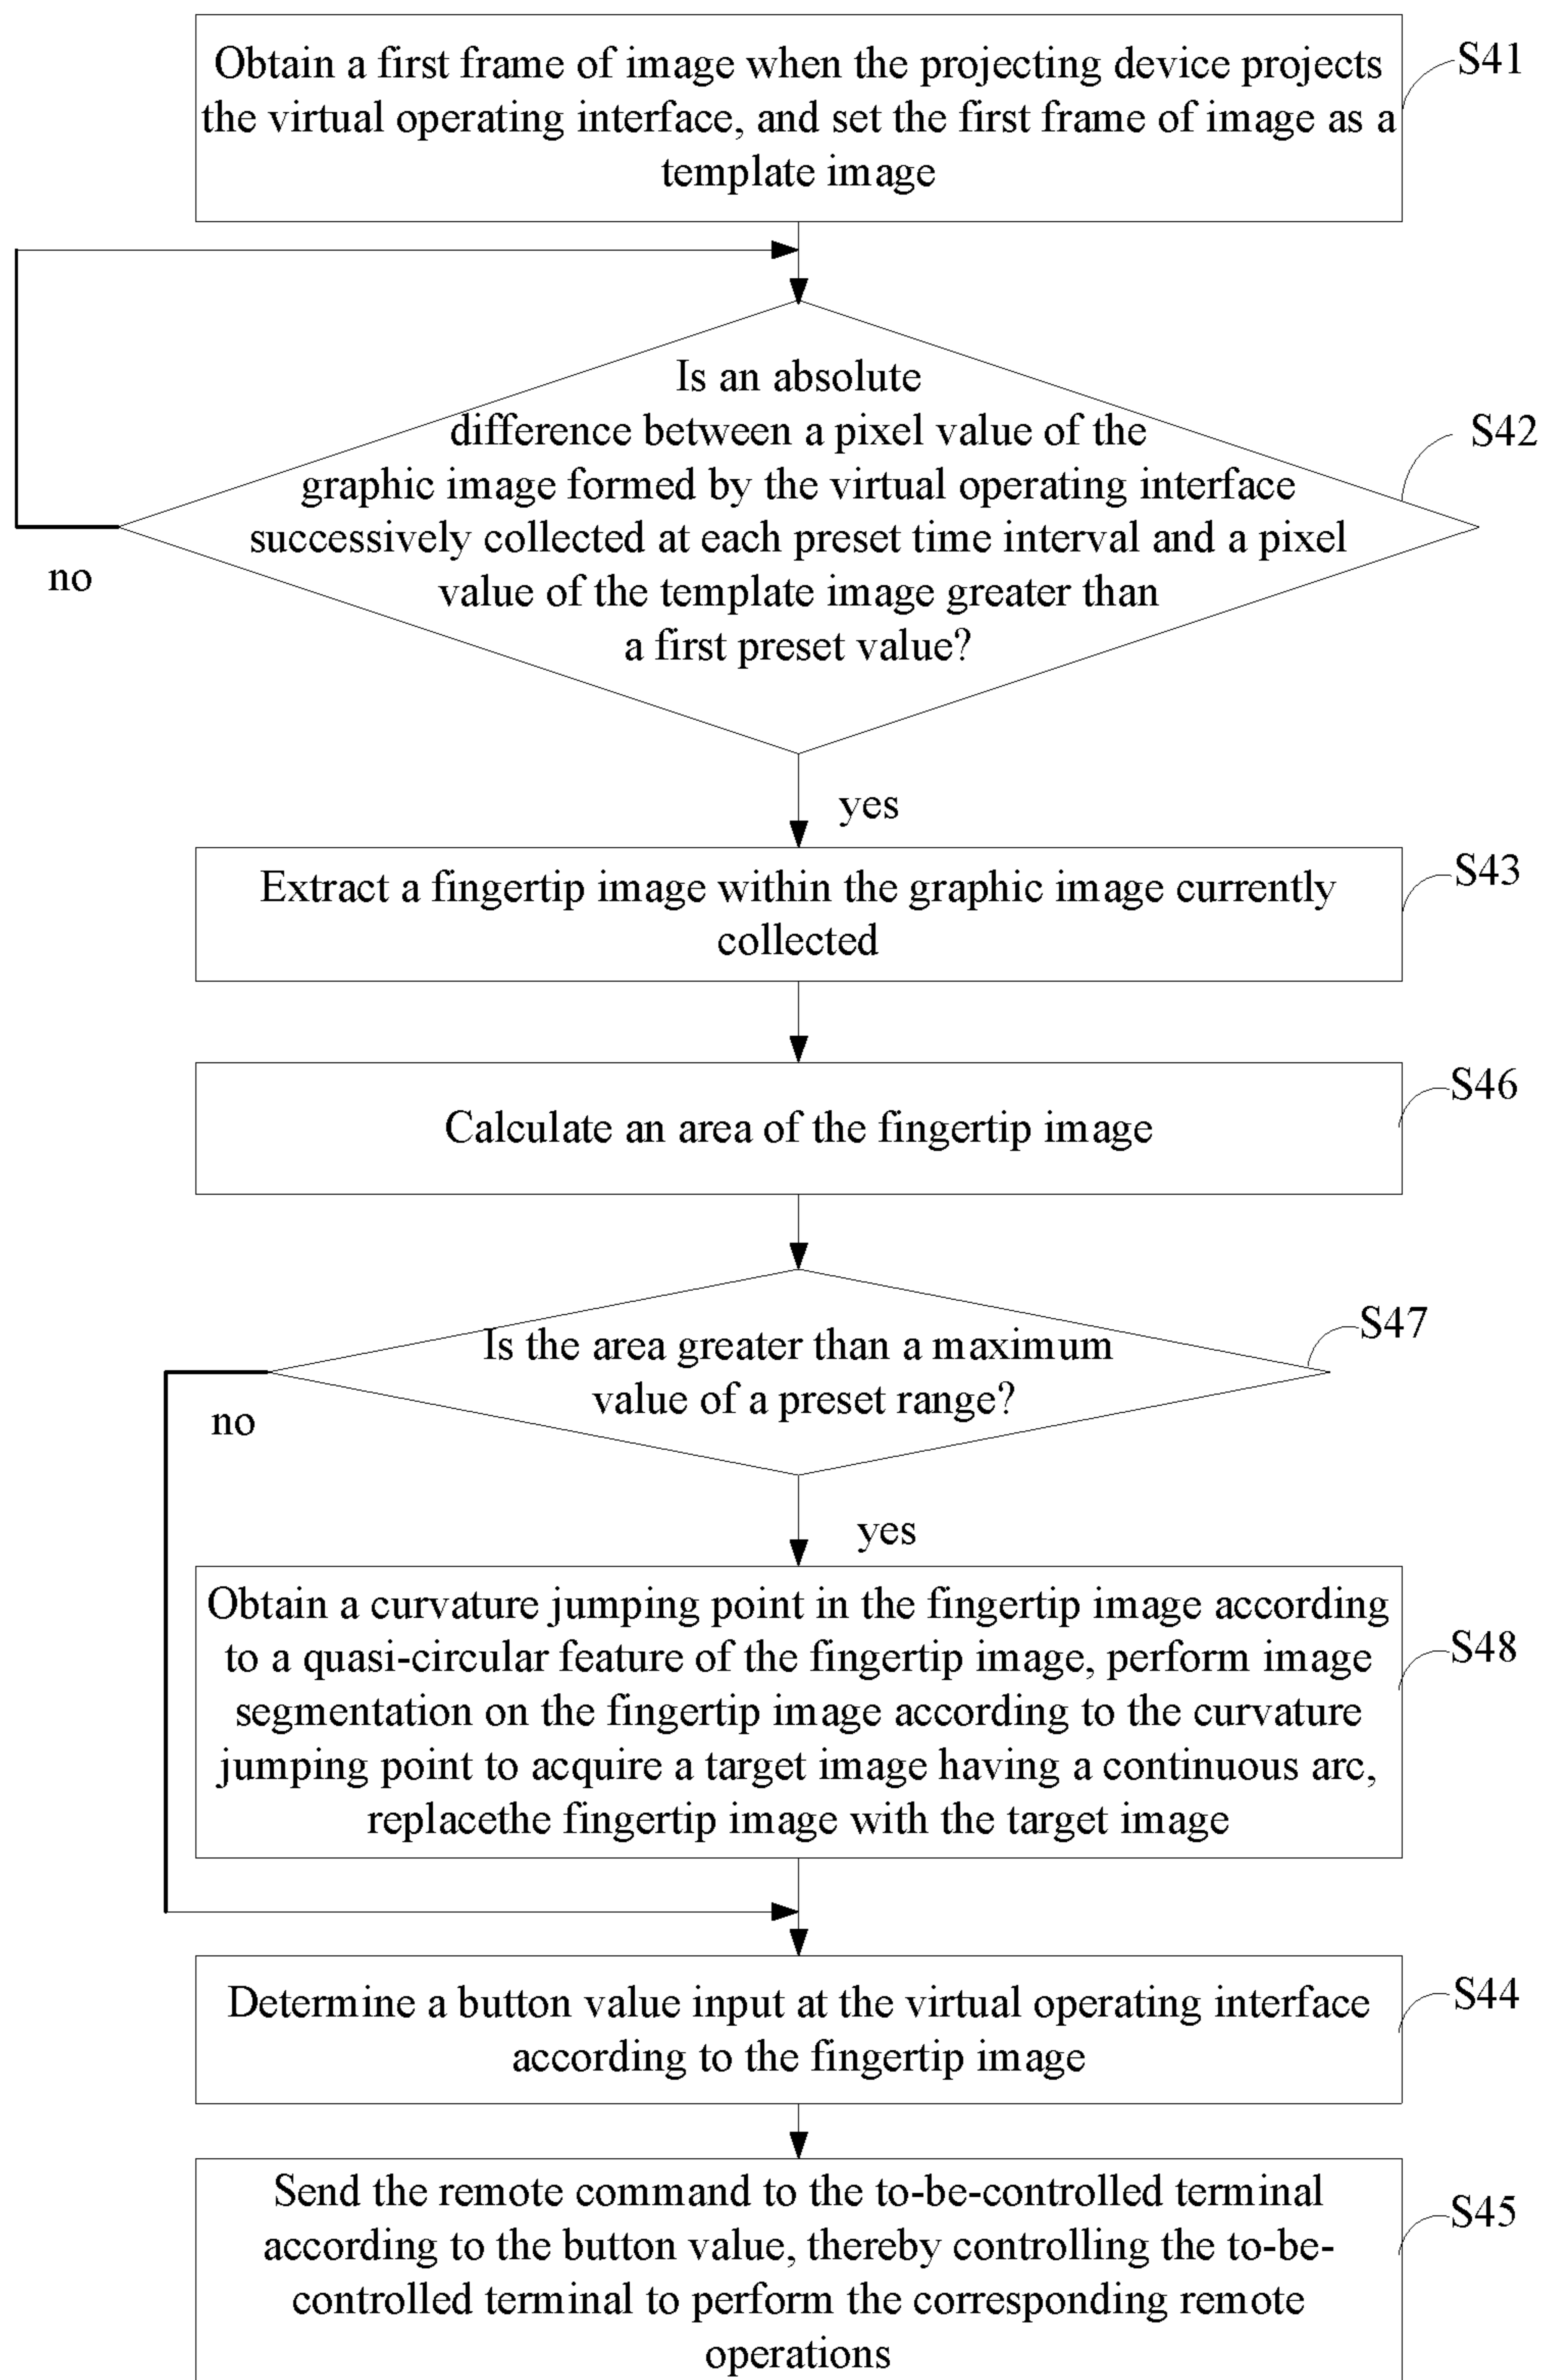 Obtain a first frame of image when the projecting device projects
the virtual operating interface, and set the first frame of image as a
template image
S41
Is an absolute
difference between a pixel value of the
graphic image formed by the virtual operating interface
successively collected at each preset time interval and a pixel
value of the template image greater than
a first preset value?
S42
no
yes
Extract a fingertip image within the graphic image currently
collected
S43
Calculate an area of the fingertip image
S46
Is the area greater than a maximum
value of a preset range?
S47
no
yes
Obtain a curvature jumping point in the fingertip image according
to a quasi-circular feature of the fingertip image, perform image
segmentation on the fingertip image according to the curvature
jumping point to acquire a target image having a continuous arc,
replacethe fingertip image with the target image
S48
Determine a button value input at the virtual operating interface
according to the fingertip image
S44
Send the remote command to the to-be-controlled terminal
according to the button value, thereby controlling the to-be-
controlled terminal to perform the corresponding remote
operations
S45